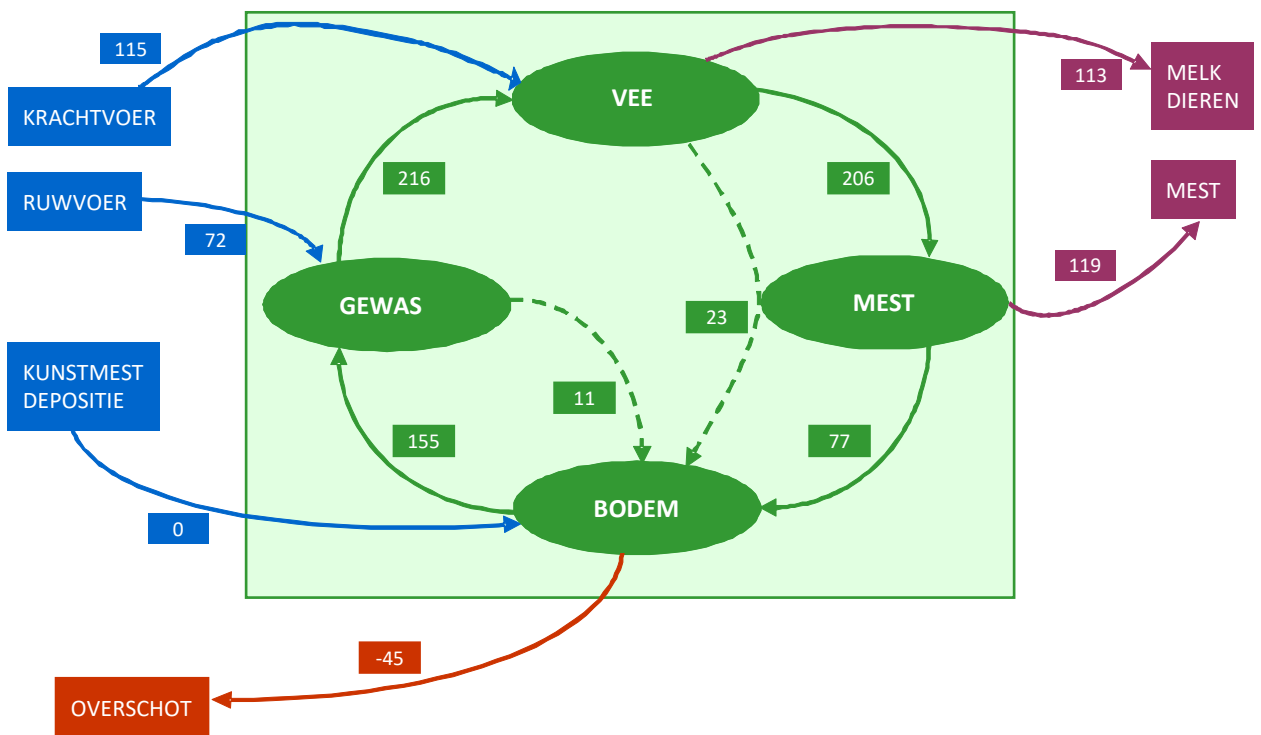 115
KRACHTVOER
VEE
113
MELK
DIEREN
216
206
RUWVOER
72
MEST
119
GEWAS
23
MEST
KUNSTMEST
DEPOSITIE
11
155
77
BODEM
0
-45
OVERSCHOT